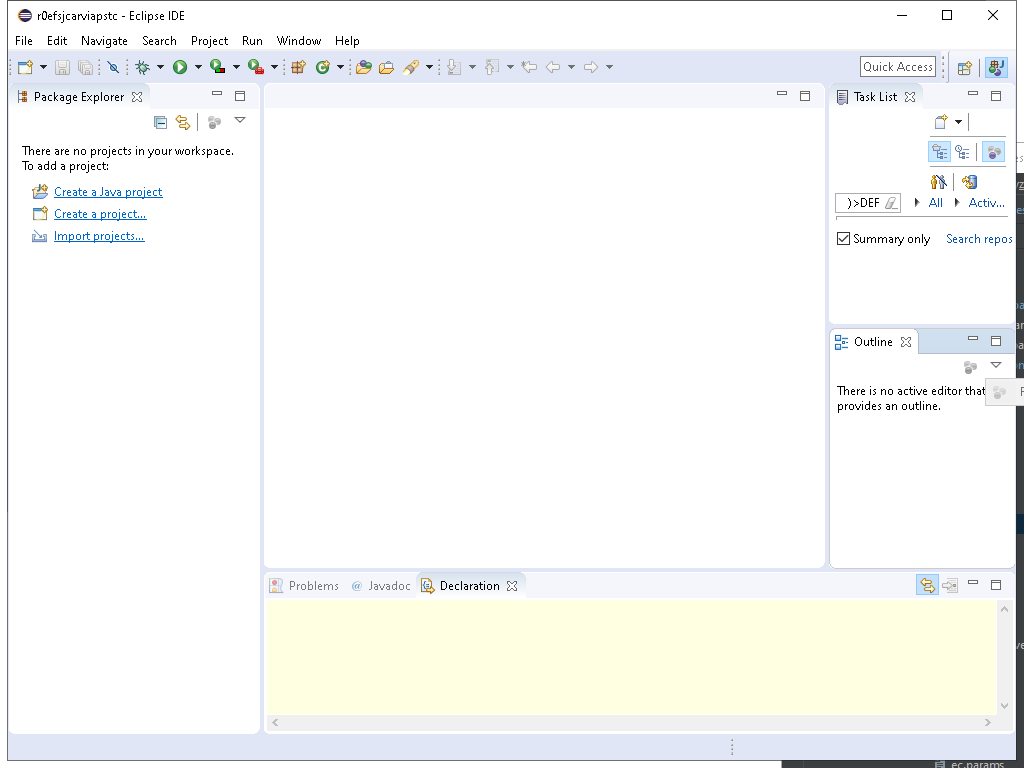 r0efsjcarviapstc - Eclipse IDE
File Edit Navigate Search Project Run Window Help
Quick Access
Package Explorer
Task List
There are no projects in your workspace.
To add a project:
Create a Java project
Create a project...
Import projects...
)>DEF All Activ...
Summary only Search repos
Outline
There is no active editor that
provides an outline.
Problems @ Javadoc Declaration
ec.params